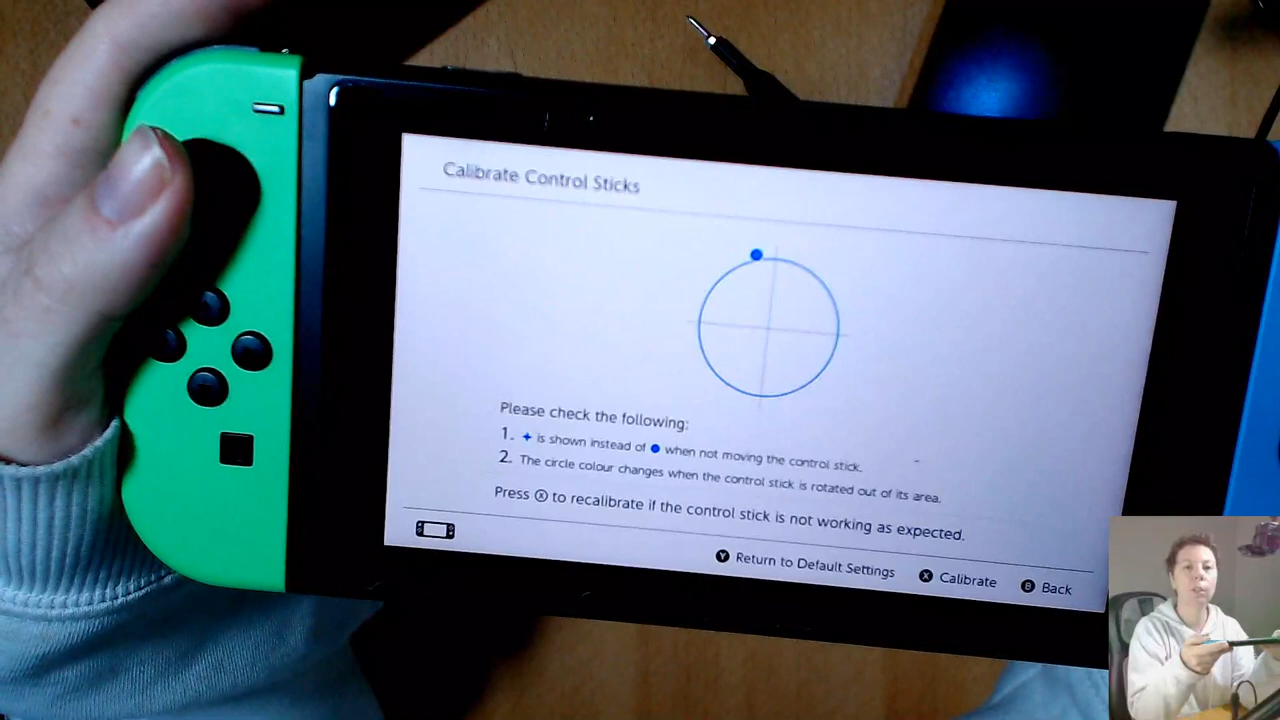 Calibrate Control Sticks
Please check the following:
1. + is shown instead of ● when not moving the control stick.
2. The circle colour changes when the control stick is rotated out of its area.
Press Ⓧ to recalibrate if the control stick is not working as expected.
Y Return to Default Settings X Calibrate B Back